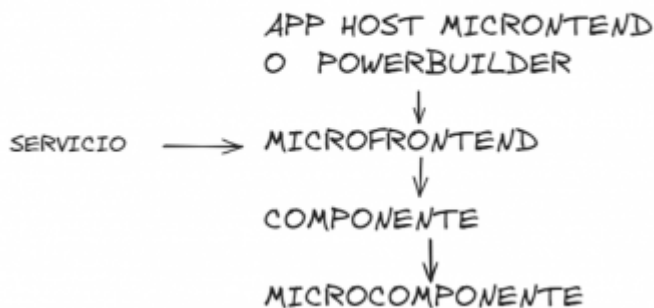 APP HOST MICRONTEND
O POWERBUILDER
SERVICIO
MICROFRONTEND
COMPONENTE
MICROCOMPONENTE